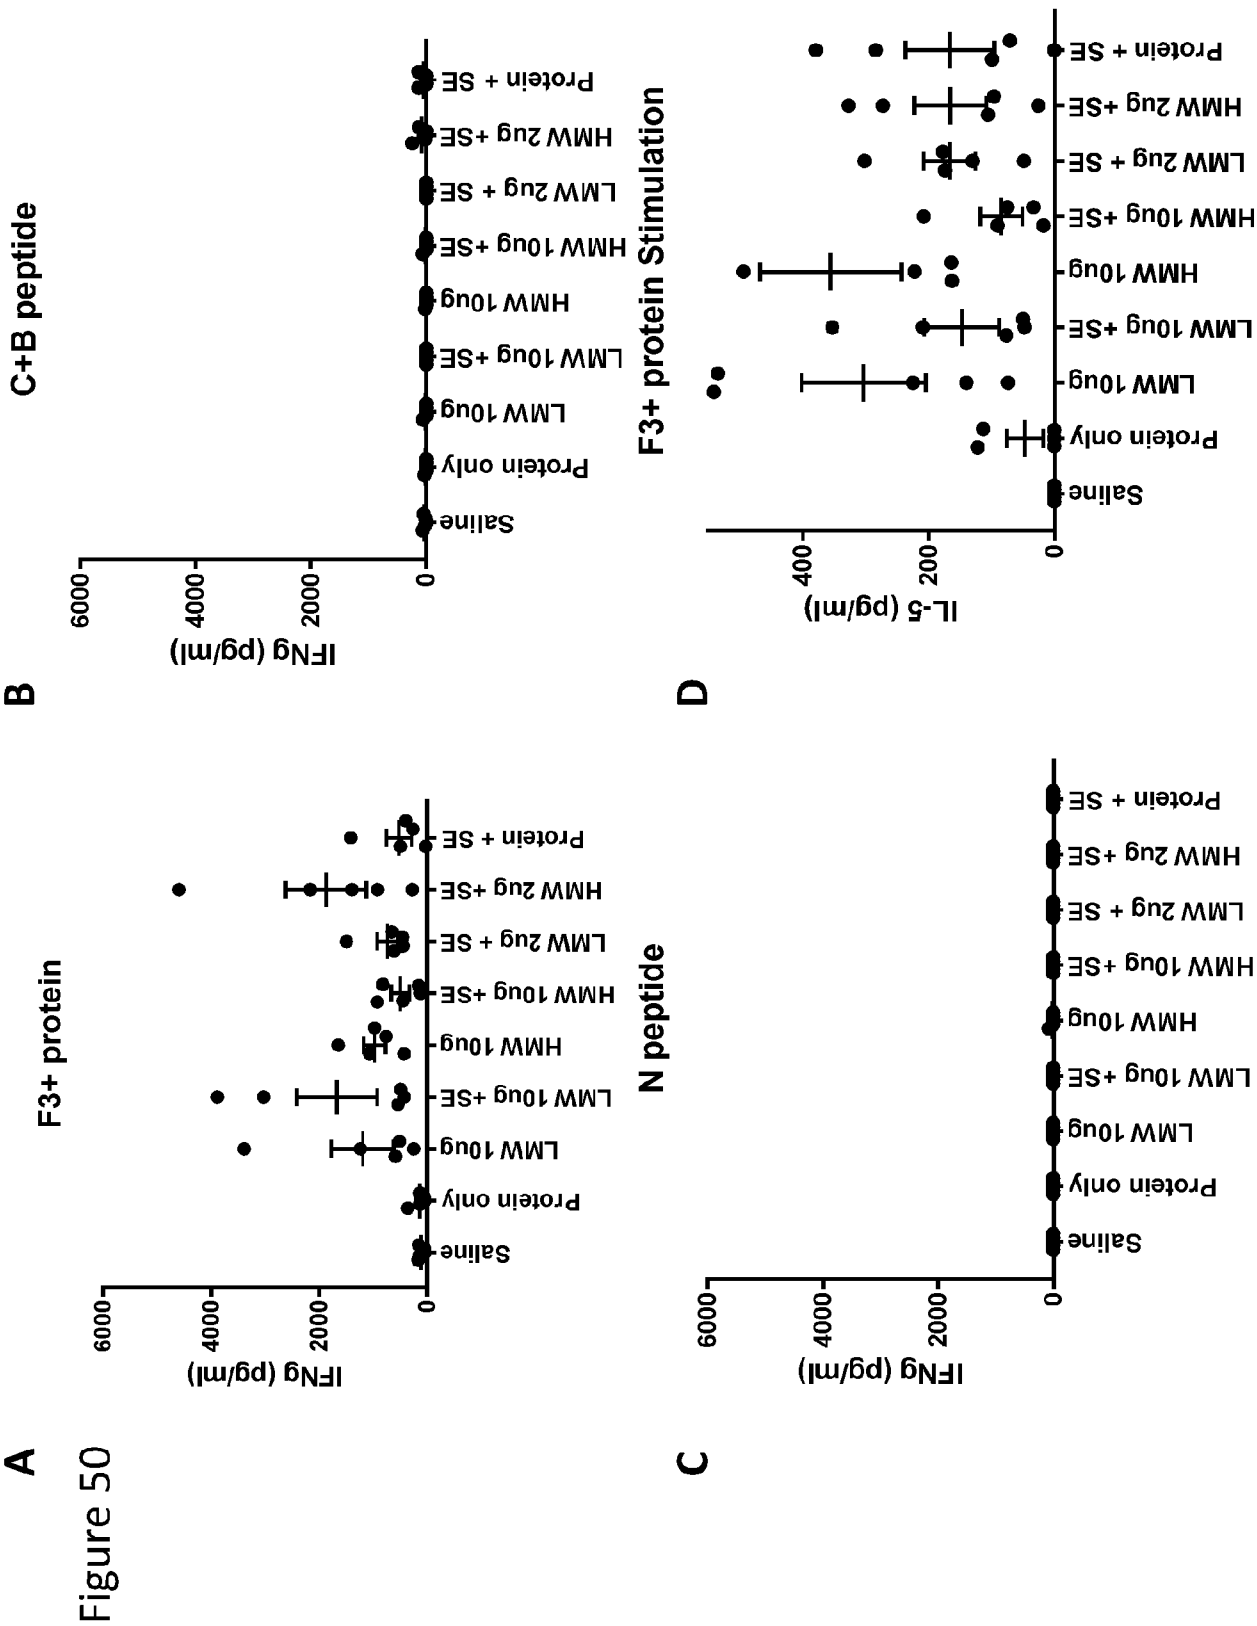 Figure 50
A
F3+ protein
IFNg (pg/ml)
6000
4000
2000
0
Saline
Protein only
LMW 10ug
LMW 10ug +SE
HMW 10ug
HMW 10ug +SE
LMW 2ug + SE
HMW 2ug +SE
Protein + SE
B
C+B peptide
IFNg (pg/ml)
6000
4000
2000
0
Saline
Protein only
LMW 10ug
LMW 10ug +SE
HMW 10ug
HMW 10ug +SE
LMW 2ug + SE
HMW 2ug +SE
Protein + SE
C
N peptide
IFNg (pg/ml)
6000
4000
2000
0
Saline
Protein only
LMW 10ug
LMW 10ug +SE
HMW 10ug
HMW 10ug +SE
LMW 2ug + SE
HMW 2ug +SE
Protein + SE
D
F3+ protein Stimulation
IL-5 (pg/ml)
400
200
0
Saline
Protein only
LMW 10ug
LMW 10ug +SE
HMW 10ug
HMW 10ug +SE
LMW 2ug + SE
HMW 2ug +SE
Protein + SE